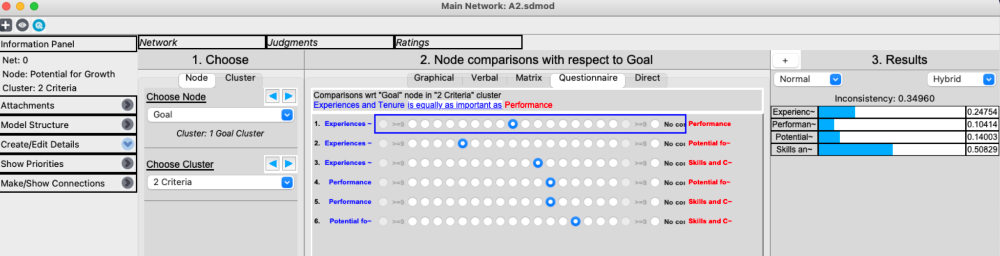 Main Network: A2.sdmod
Information Panel
Net: 0
Node: Potential for Growth
Cluster: 2 Criteria
Attachments
Model Structure
Create/Edit Details
Show Priorities
Make/Show Connections
Network Judgments Ratings
1. Choose
Node Cluster
Choose Node
Goal
Cluster: 1 Goal Cluster
Choose Cluster
2 Criteria
2. Node comparisons with respect to Goal
Graphical Verbal Matrix Questionnaire Direct
Comparisons wrt "Goal" node in "2 Criteria" cluster
Experiences and Tenure is equally as important as Performance
1. Experiences ~ >=9 >=9 No coı Performance
2. Experiences ~ >=9 >=9 No coı Potential fo~
3. Experiences ~ >=9 >=9 No coı Skills and C~
4. Performance >=9 >=9 No coı Potential fo~
5. Performance >=9 >=9 No coı Skills and C~
6. Potential fo~ >=9 >=9 No coı Skills and C~
+ 3. Results
Normal Hybrid
Inconsistency: 0.34960
Experienc~ 0.24754
Performan~ 0.10414
Potential~ 0.14003
Skills an~ 0.50829